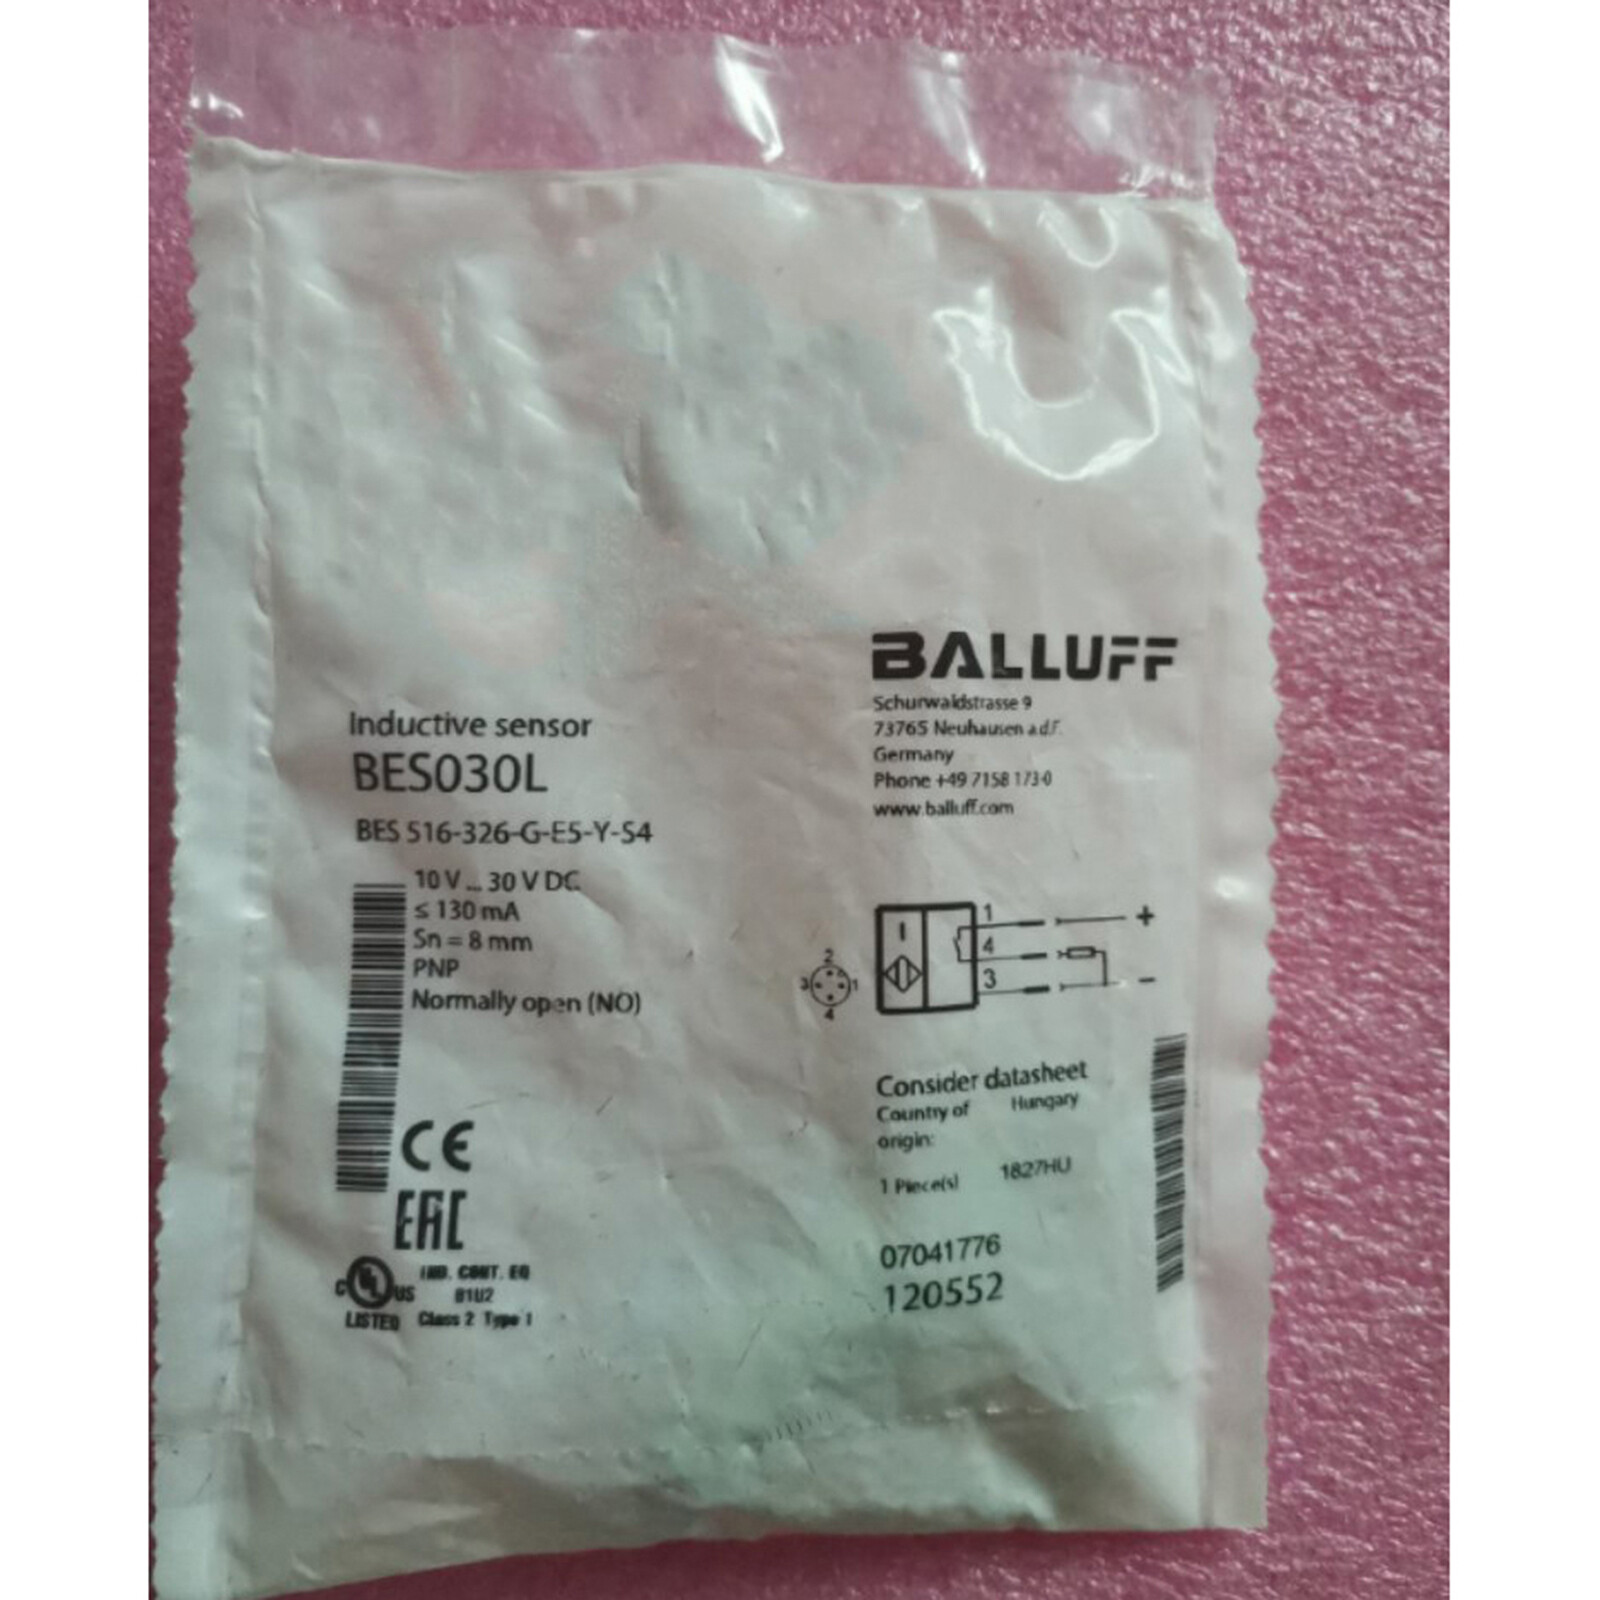 Inductive sensor
BES030L
BES 516-326-G-E5-Y-S4
10 V ... 30 V DC
≤ 130 mA
Sn = 8 mm
PNP
Normally open (NO)
CE
EAC
C UL US IND. CONT. EQ
81U2
LISTED Class 2 Type 1
BALLUFF
Schurwaldstrasse 9
73765 Neuhausen a.d.F.
Germany
Phone +49 7158 173-0
www.balluff.com
1 +
4
3 -
2
3 1
4
Consider datasheet
Country of Hungary
origin:
1 Piece(s) 1827HU
07041776
120552